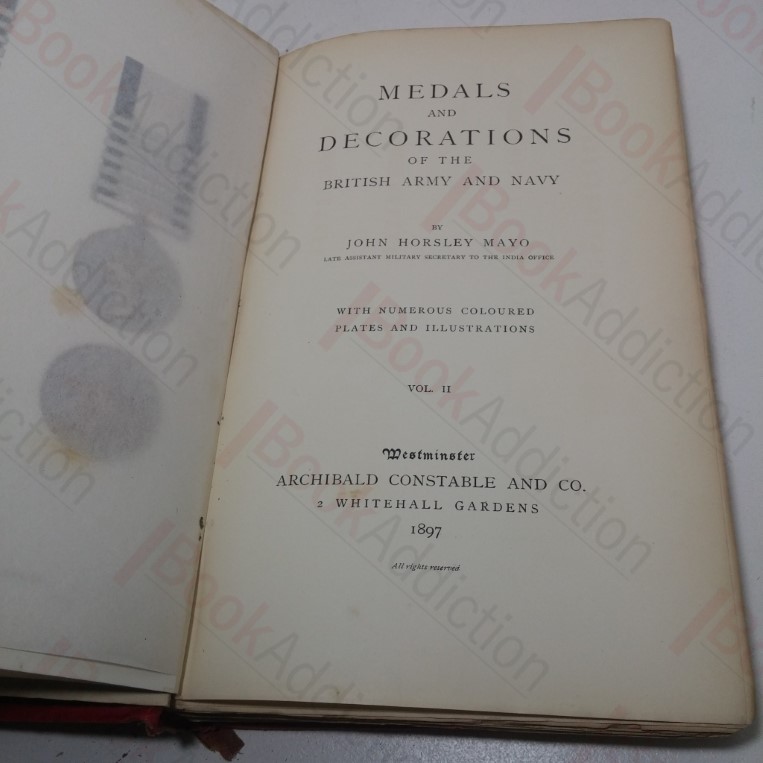 MEDALS
AND
DECORATIONS
OF THE
BRITISH ARMY AND NAVY
BY
JOHN HORSLEY MAYO
LATE ASSISTANT MILITARY SECRETARY TO THE INDIA OFFICE
WITH NUMEROUS COLOURED
PLATES AND ILLUSTRATIONS
VOL. II
Westminster
ARCHIBALD CONSTABLE AND CO.
2 WHITEHALL GARDENS
1897
All rights reserved
BookAddiction